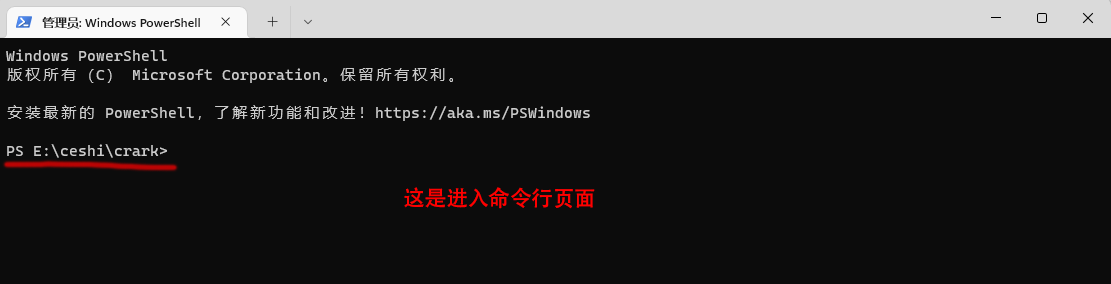 管理员: Windows PowerShell
Windows PowerShell
版权所有 (C)  Microsoft Corporation。保留所有权利。
安装最新的 PowerShell，了解新功能和改进！https://aka.ms/PSWindows
PS E:\ceshi\crark>
这是进入命令行页面